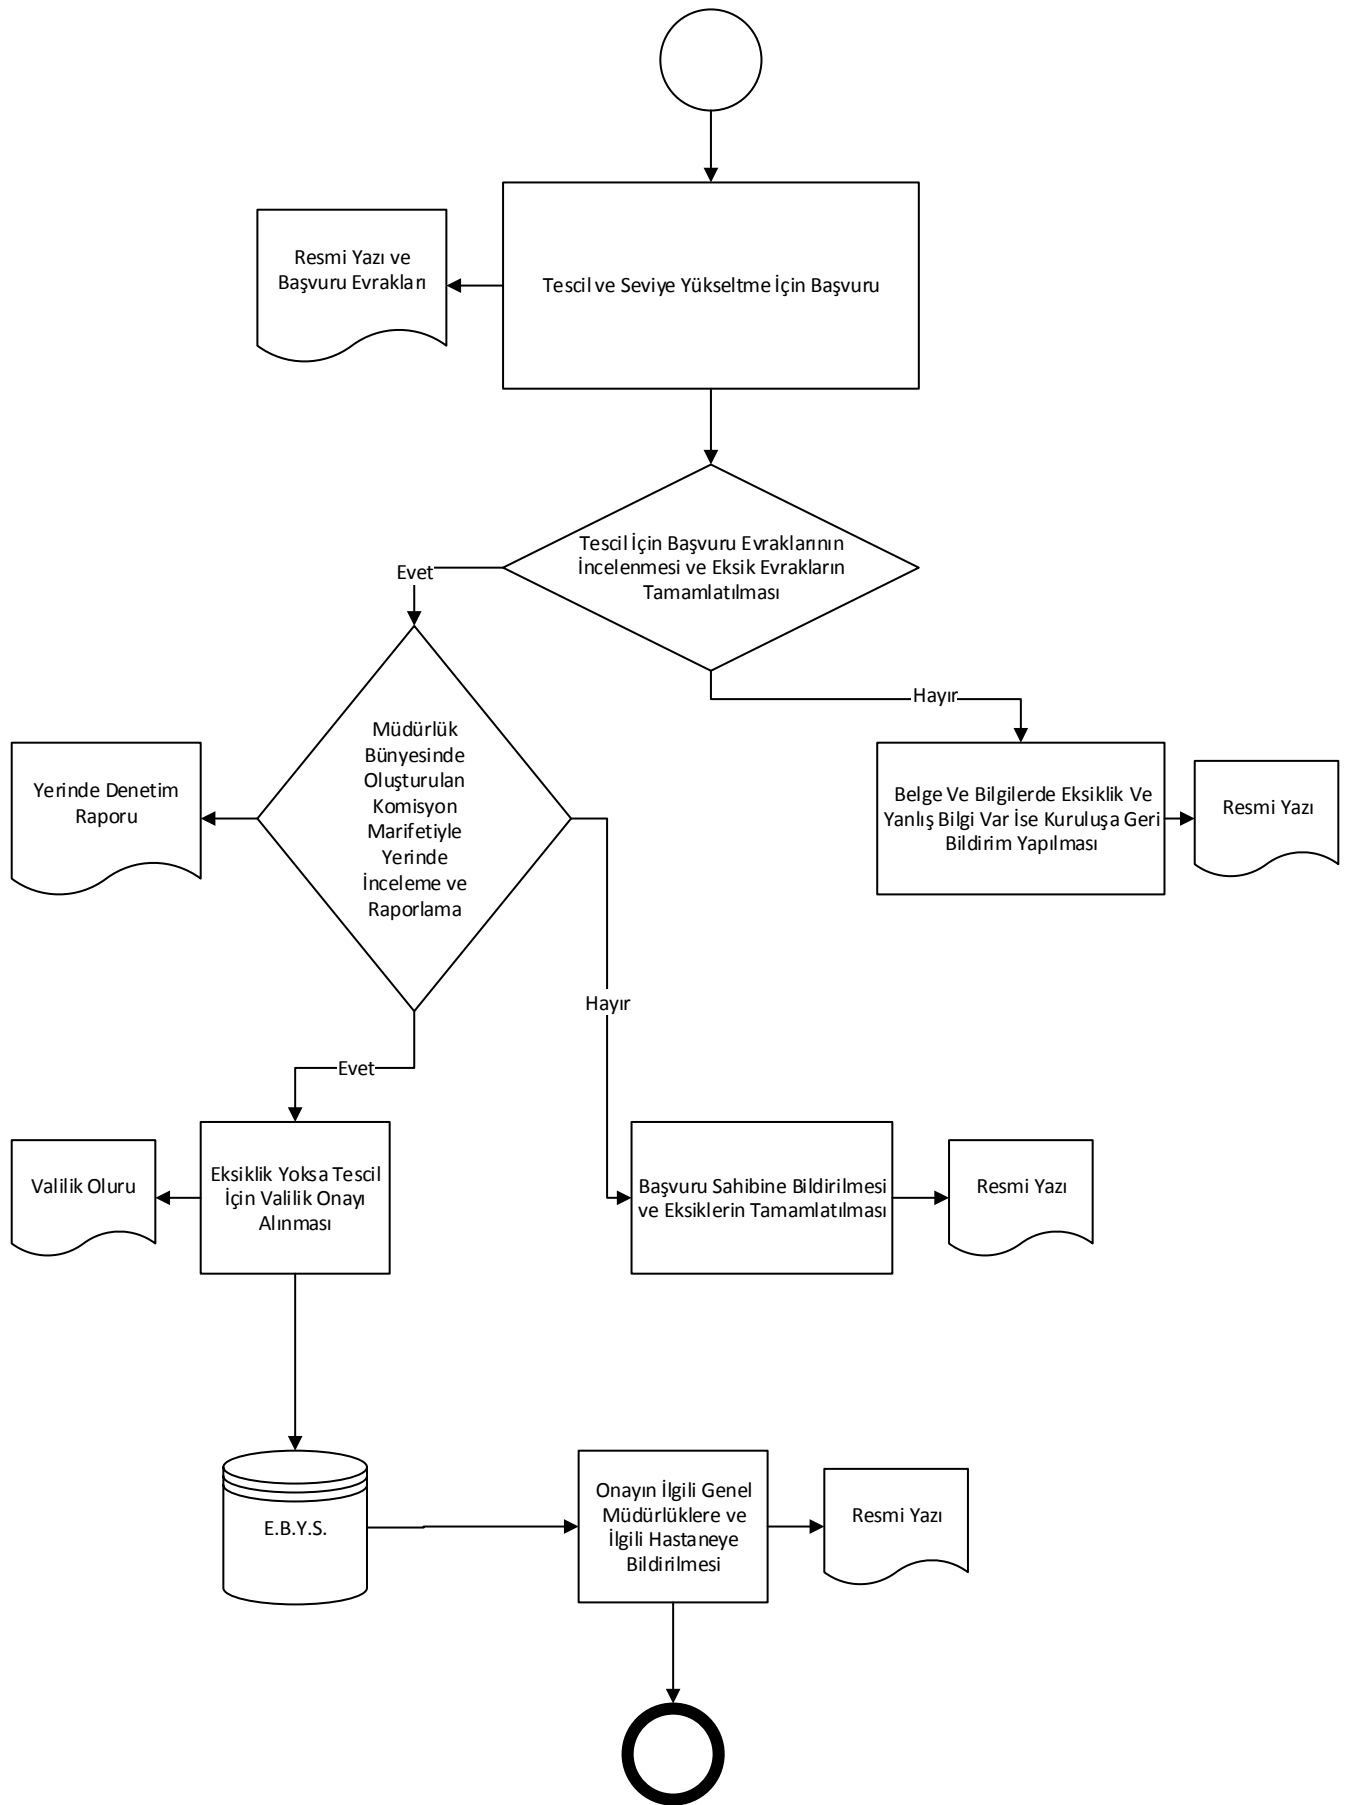 Resmi Yazı ve
Başvuru Evrakları
Tescil ve Seviye Yükseltme İçin Başvuru
Tescil İçin Başvuru Evraklarının
İncelenmesi ve Eksik Evrakların
Tamamlatılması
Evet
Hayır
Müdürlük
Bünyesinde
Oluşturulan
Komisyon
Marifetiyle
Yerinde
İnceleme ve
Raporlama
Yerinde Denetim
Raporu
Belge Ve Bilgilerde Eksiklik Ve
Yanlış Bilgi Var İse Kuruluşa Geri
Bildirim Yapılması
Resmi Yazı
Hayır
Evet
Valilik Oluru
Eksiklik Yoksa Tescil
İçin Valilik Onayı
Alınması
Başvuru Sahibine Bildirilmesi
ve Eksiklerin Tamamlatılması
Resmi Yazı
E.B.Y.S.
Onayın İlgili Genel
Müdürlüklere ve
İlgili Hastaneye
Bildirilmesi
Resmi Yazı